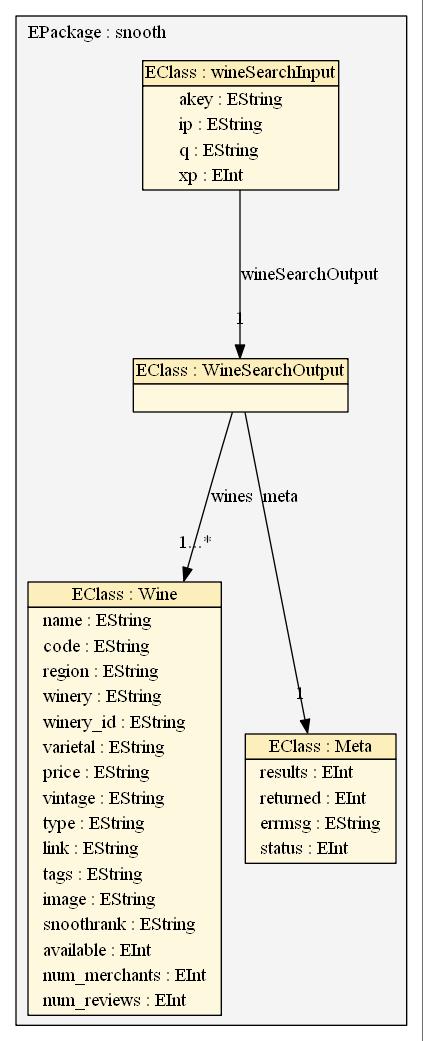 EPackage : snooth
EClass : wineSearchInput
akey : EString
ip : EString
q : EString
xp : EInt
wineSearchOutput
1
EClass : WineSearchOutput
wines
meta
1...*
EClass : Wine
name : EString
code : EString
region : EString
winery : EString
winery_id : EString
varietal : EString
price : EString
vintage : EString
type : EString
link : EString
tags : EString
image : EString
snoothrank : EString
available : EInt
num_merchants : EInt
num_reviews : EInt
1
EClass : Meta
results : EInt
returned : EInt
errmsg : EString
status : EInt